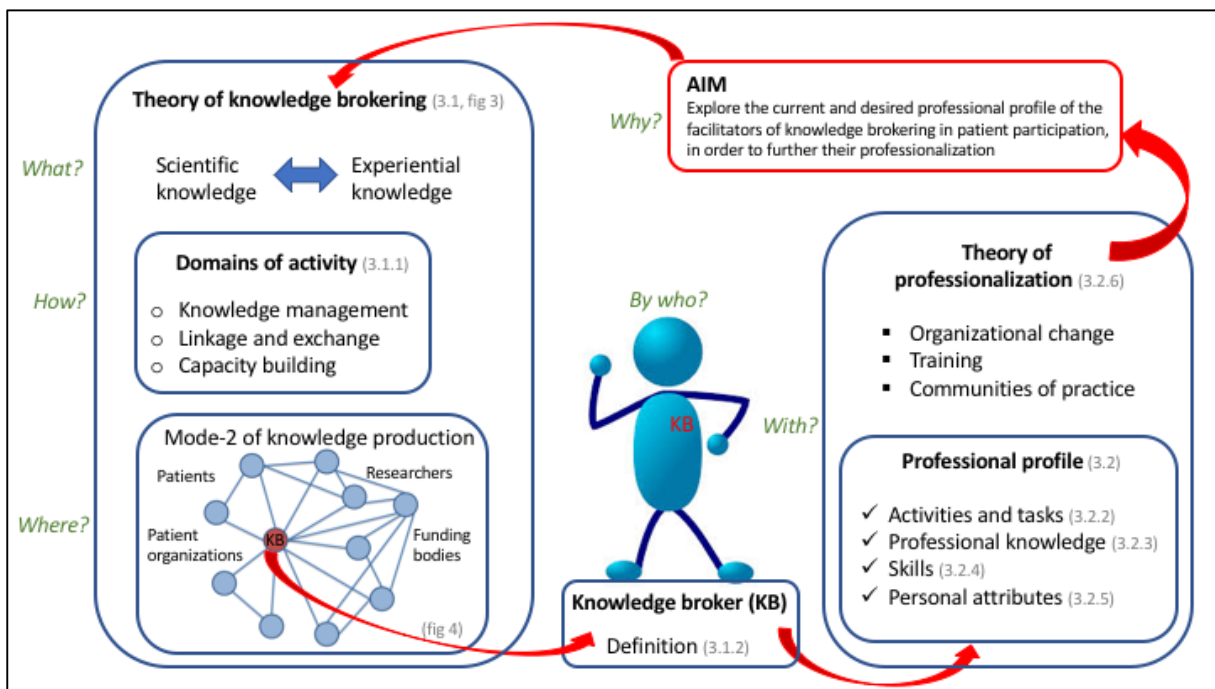 Theory of knowledge brokering (3.1, fig 3)
What?
Scientific knowledge
Experiential knowledge
How?
Domains of activity (3.1.1)
o Knowledge management
o Linkage and exchange
o Capacity building
Where?
Mode-2 of knowledge production
Patients
Researchers
Patient organizations
KB
Funding bodies
(fig 4)
By who?
KB
Knowledge broker (KB)
Definition (3.1.2)
Why?
AIM
Explore the current and desired professional profile of the
facilitators of knowledge brokering in patient participation,
in order to further their professionalization
With?
Theory of
professionalization (3.2.6)
▪ Organizational change
▪ Training
▪ Communities of practice
Professional profile (3.2)
✓ Activities and tasks (3.2.2)
✓ Professional knowledge (3.2.3)
✓ Skills (3.2.4)
✓ Personal attributes (3.2.5)